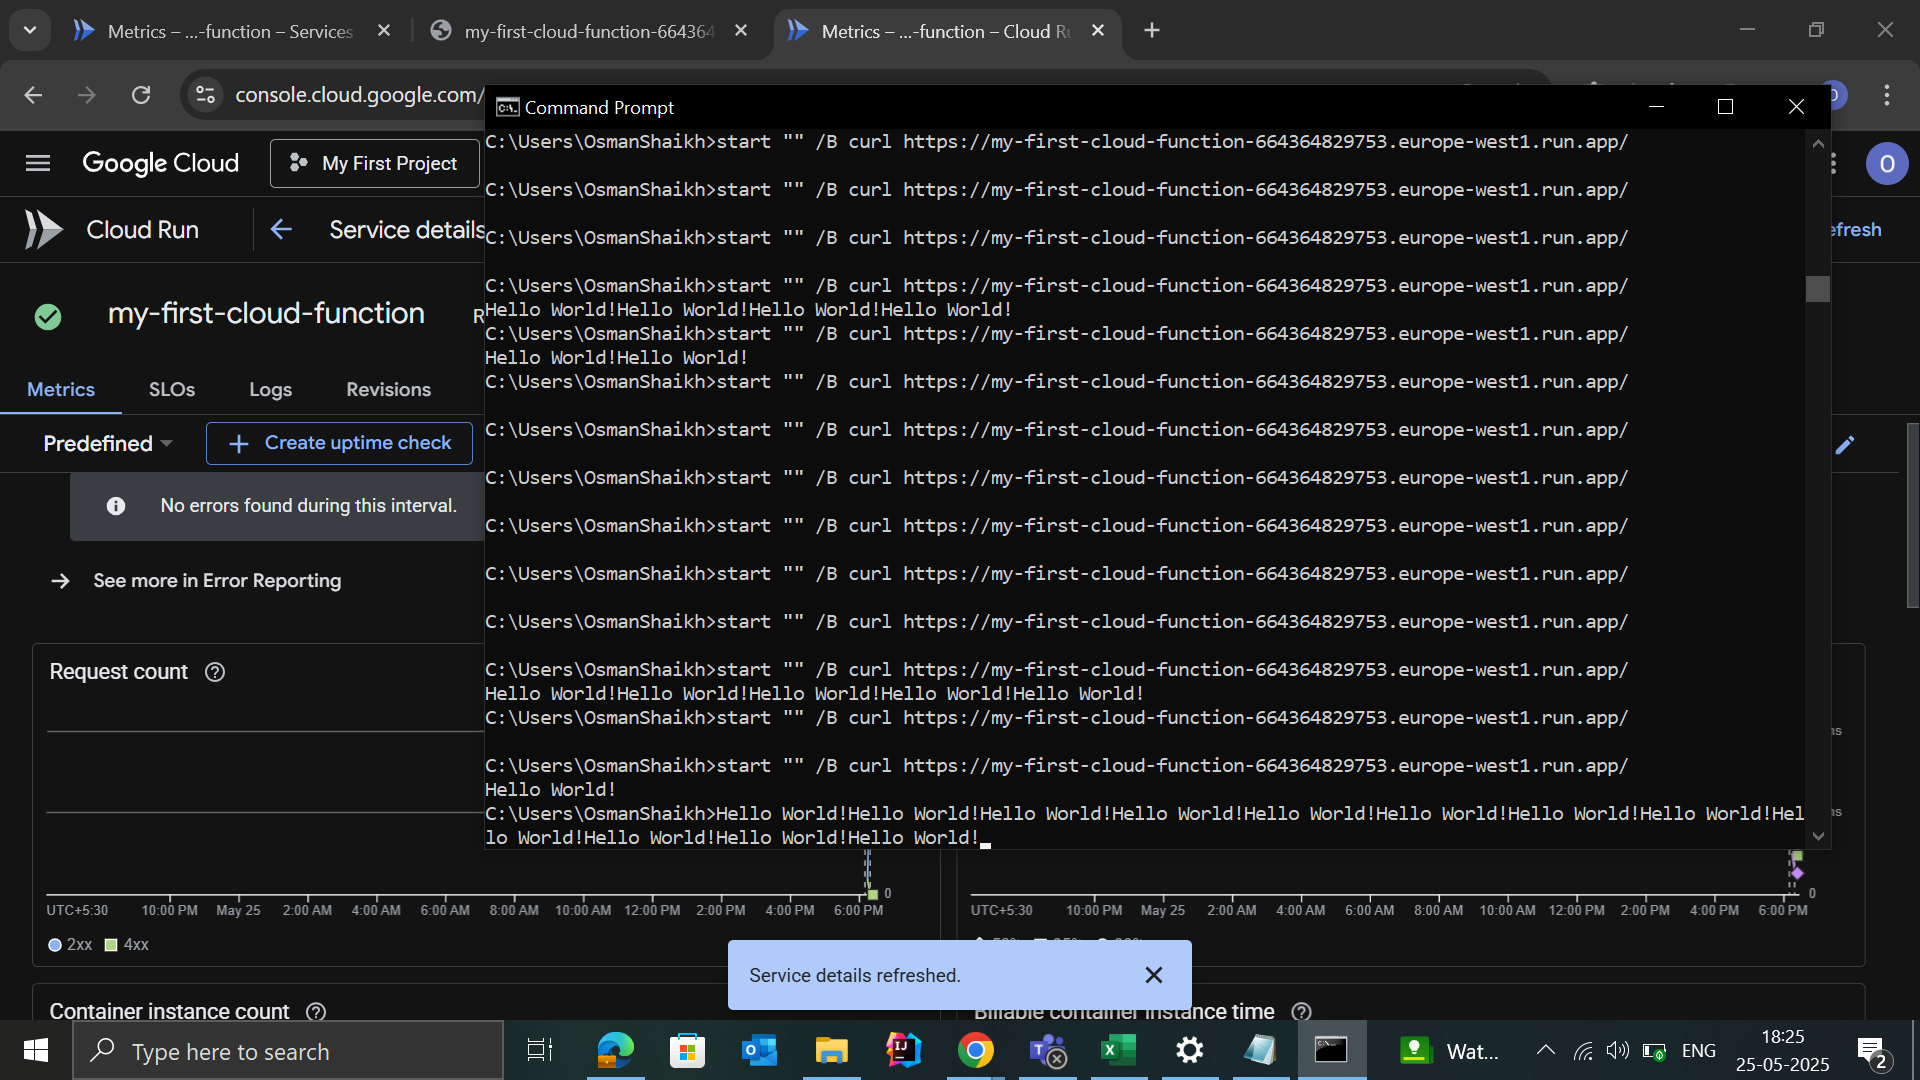 Metrics – ...-function – Services
my-first-cloud-function-664364
Metrics – ...-function – Cloud Ru
console.cloud.google.com/
Command Prompt
Google Cloud
My First Project
O
Cloud Run
Service details
efresh
my-first-cloud-function
Metrics
SLOs
Logs
Revisions
Predefined
Create uptime check
No errors found during this interval.
See more in Error Reporting
C:\Users\OsmanShaikh>start "" /B curl https://my-first-cloud-function-664364829753.europe-west1.run.app/
C:\Users\OsmanShaikh>start "" /B curl https://my-first-cloud-function-664364829753.europe-west1.run.app/
C:\Users\OsmanShaikh>start "" /B curl https://my-first-cloud-function-664364829753.europe-west1.run.app/
C:\Users\OsmanShaikh>start "" /B curl https://my-first-cloud-function-664364829753.europe-west1.run.app/
Hello World!Hello World!Hello World!Hello World!
C:\Users\OsmanShaikh>start "" /B curl https://my-first-cloud-function-664364829753.europe-west1.run.app/
Hello World!Hello World!
C:\Users\OsmanShaikh>start "" /B curl https://my-first-cloud-function-664364829753.europe-west1.run.app/
C:\Users\OsmanShaikh>start "" /B curl https://my-first-cloud-function-664364829753.europe-west1.run.app/
C:\Users\OsmanShaikh>start "" /B curl https://my-first-cloud-function-664364829753.europe-west1.run.app/
C:\Users\OsmanShaikh>start "" /B curl https://my-first-cloud-function-664364829753.europe-west1.run.app/
C:\Users\OsmanShaikh>start "" /B curl https://my-first-cloud-function-664364829753.europe-west1.run.app/
C:\Users\OsmanShaikh>start "" /B curl https://my-first-cloud-function-664364829753.europe-west1.run.app/
C:\Users\OsmanShaikh>start "" /B curl https://my-first-cloud-function-664364829753.europe-west1.run.app/
Hello World!Hello World!Hello World!Hello World!Hello World!
C:\Users\OsmanShaikh>start "" /B curl https://my-first-cloud-function-664364829753.europe-west1.run.app/
C:\Users\OsmanShaikh>start "" /B curl https://my-first-cloud-function-664364829753.europe-west1.run.app/
Hello World!
C:\Users\OsmanShaikh>Hello World!Hello World!Hello World!Hello World!Hello World!Hello World!Hello World!Hello World!Hel
lo World!Hello World!Hello World!Hello World!
Request count
0
UTC+5:30 10:00 PM May 25 2:00 AM 4:00 AM 6:00 AM 8:00 AM 10:00 AM 12:00 PM 2:00 PM 4:00 PM 6:00 PM
2xx 4xx
0
UTC+5:30 10:00 PM May 25 2:00 AM 4:00 AM 6:00 AM 8:00 AM 10:00 AM 12:00 PM 2:00 PM 4:00 PM 6:00 PM
Service details refreshed.
Container instance count
Billable container instance time
Type here to search
Wat...
ENG
18:25
25-05-2025
2